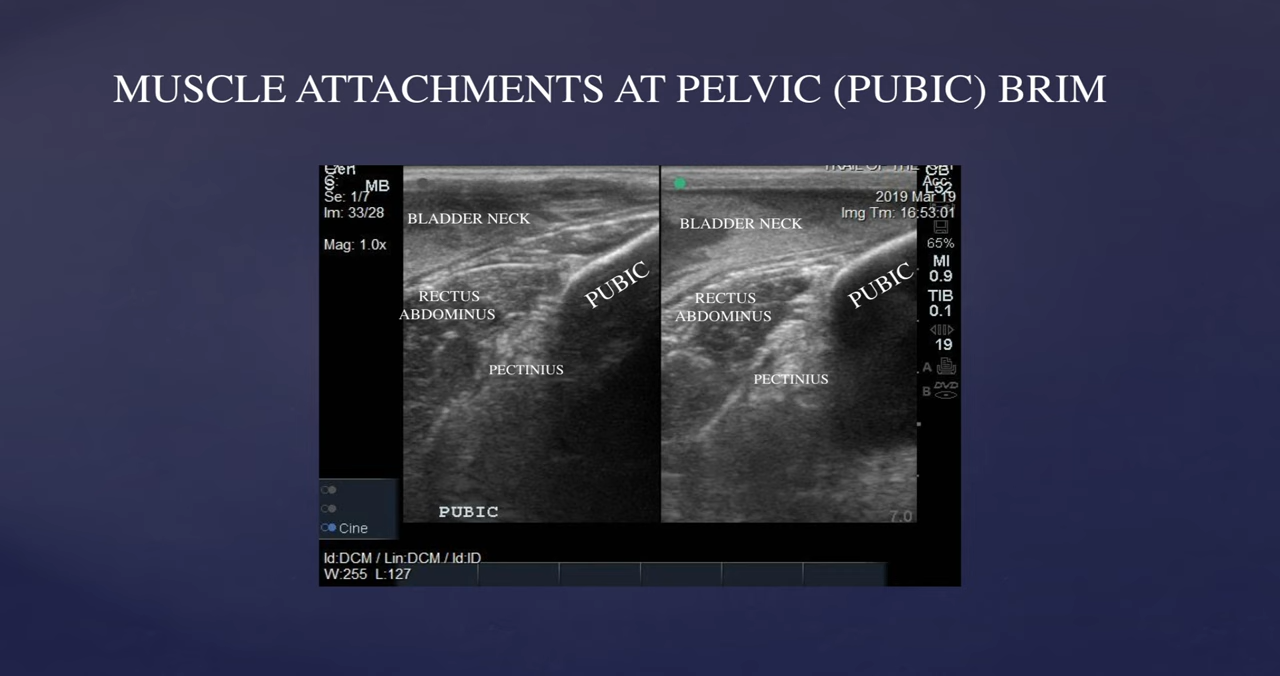 MUSCLE ATTACHMENTS AT PELVIC (PUBIC) BRIM
MB
Se: 1/7
Im: 33/28
Mag: 1.0x
BLADDER NECK
RECTUS
ABDOMINUS
PUBIC
PECTINIUS
PUBIC
BLADDER NECK
RECTUS
ABDOMINUS
PUBIC
PECTINIUS
7.0
2019 Mar 19
Img Tm: 16:53:01
65%
MI
0.9
TIB
0.1
19
A
B DVD
Cine
Id:DCM / Lin:DCM / Id:ID
W:255 L:127